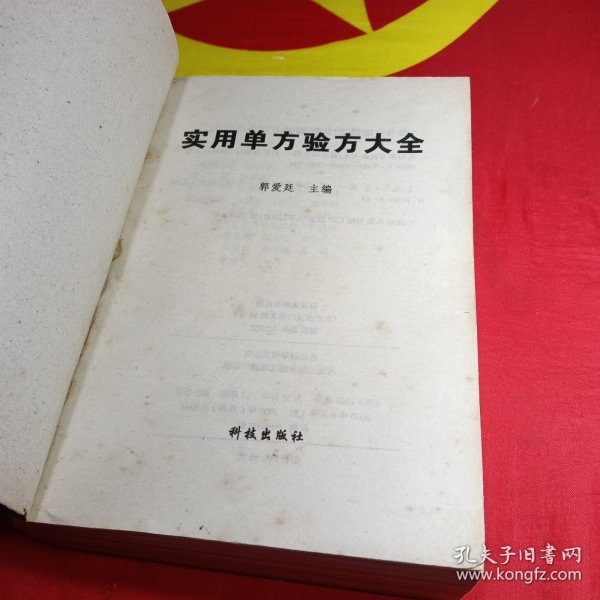 实用单方验方大全
郭爱廷 主编
科技出版社
孔夫子旧书网
www.kongfz.com